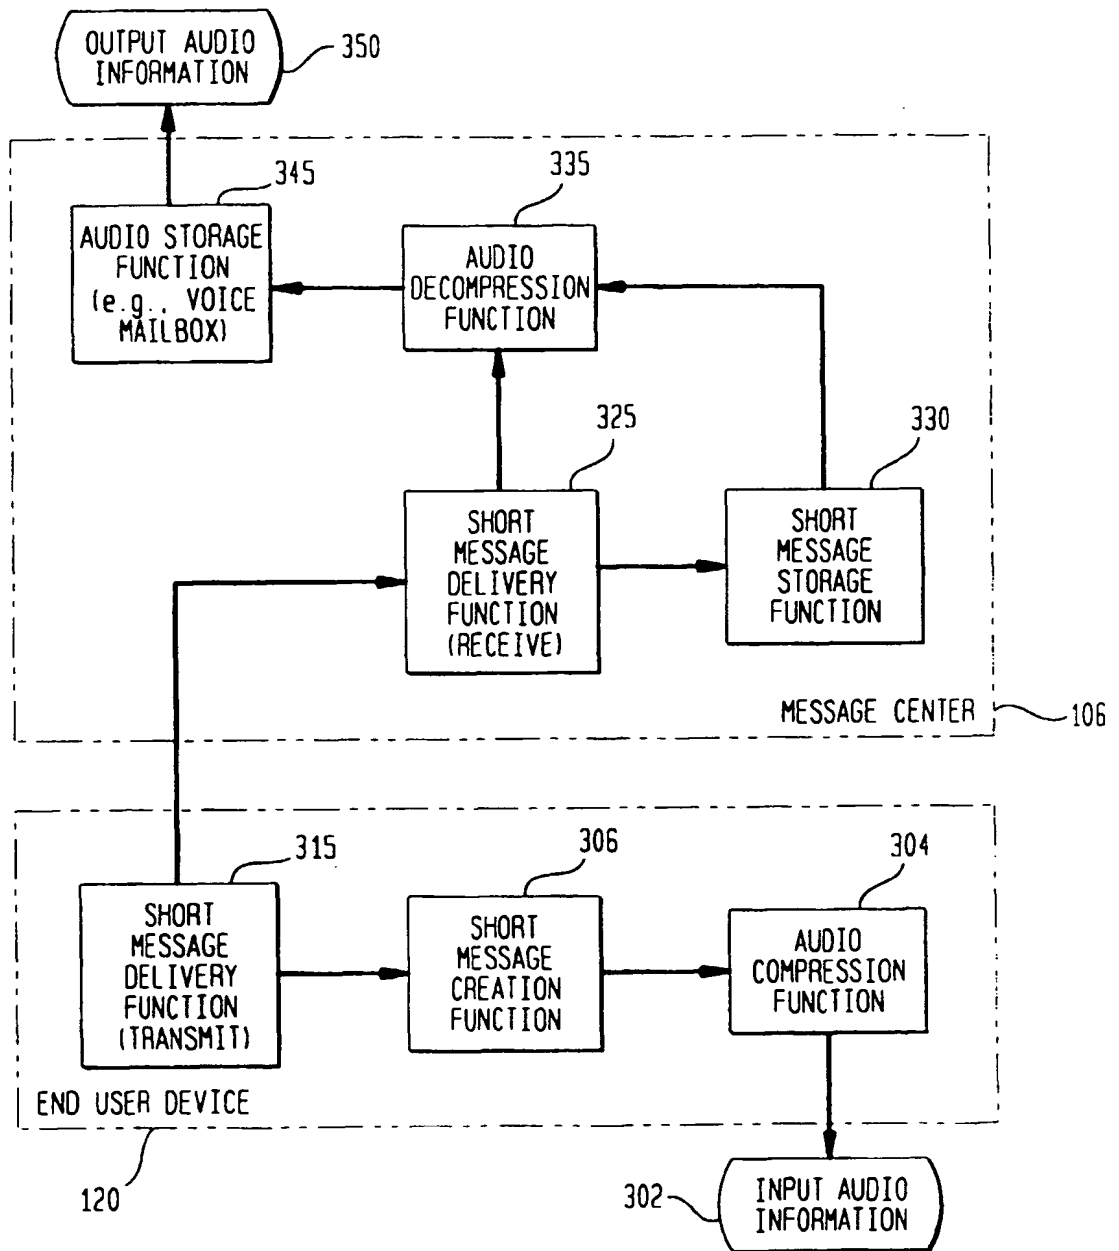 OUTPUT AUDIO
INFORMATION
350
345
AUDIO STORAGE
FUNCTION
(e.g., VOICE
MAILBOX)
335
AUDIO
DECOMPRESSION
FUNCTION
325
SHORT
MESSAGE
DELIVERY
FUNCTION
(RECEIVE)
330
SHORT
MESSAGE
STORAGE
FUNCTION
MESSAGE CENTER
106
315
SHORT
MESSAGE
DELIVERY
FUNCTION
(TRANSMIT)
306
SHORT
MESSAGE
CREATION
FUNCTION
304
AUDIO
COMPRESSION
FUNCTION
END USER DEVICE
120
302
INPUT AUDIO
INFORMATION